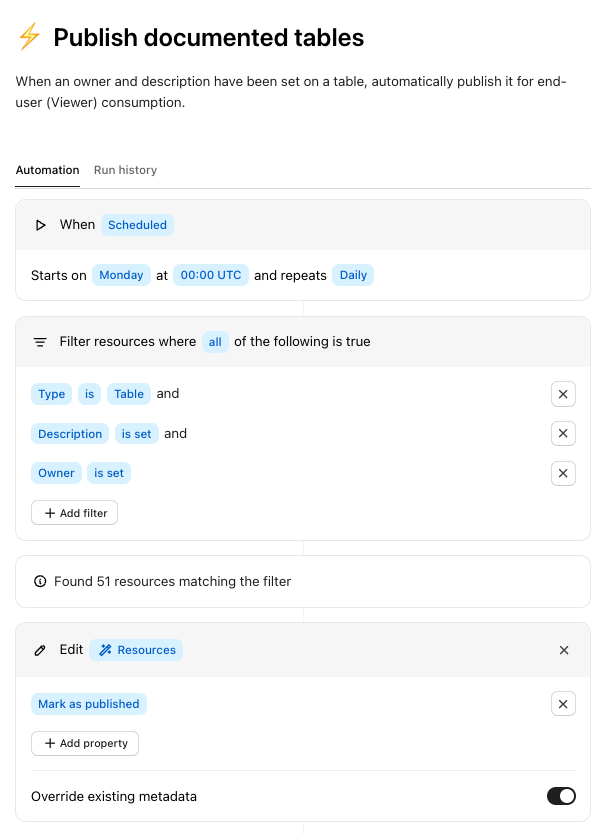 Publish documented tables
When an owner and description have been set on a table, automatically publish it for end-
user (Viewer) consumption.
Automation Run history
When Scheduled
Starts on Monday at 00:00 UTC and repeats Daily
Filter resources where all of the following is true
Type is Table and
Description is set and
Owner is set
+ Add filter
Found 51 resources matching the filter
Edit Resources
Mark as published
+ Add property
Override existing metadata